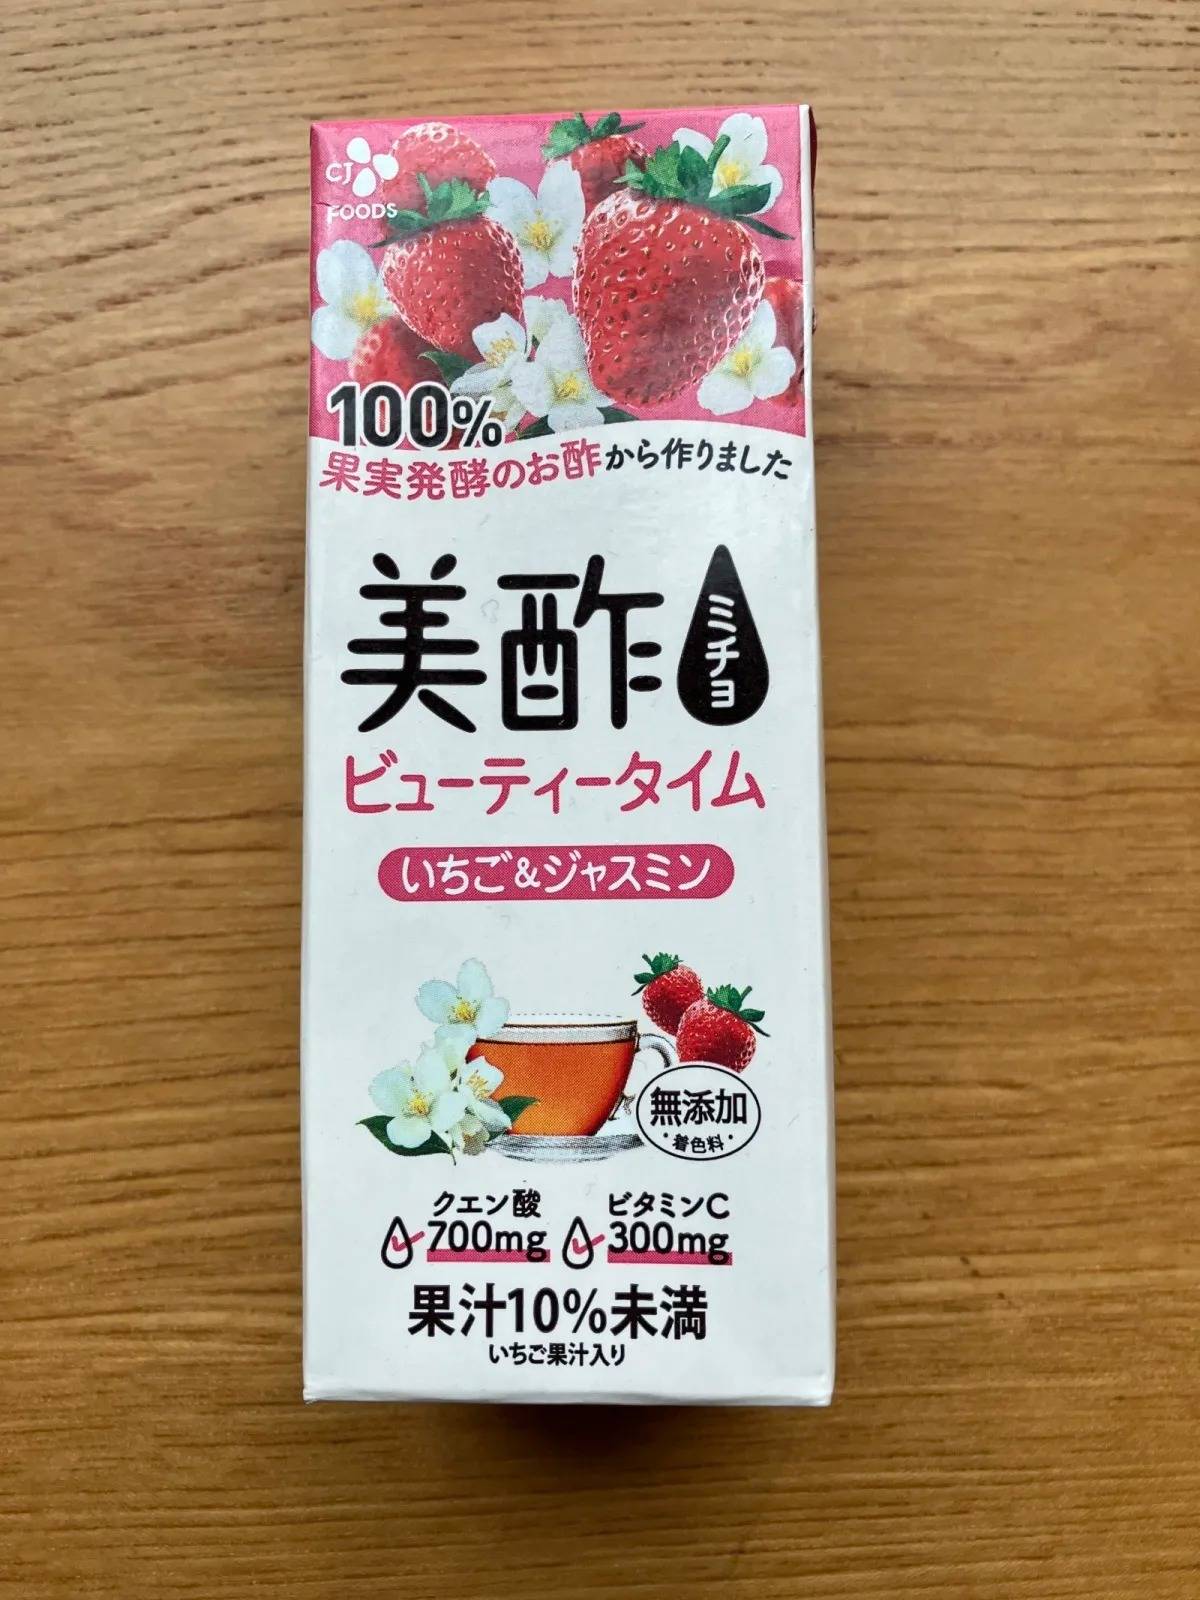 CJ
FOODS
100%
果実発酵のお酢から作りました
美酢
ミチョ
ビューティータイム
いちご&ジャスミン
無添加
・着色料・
クエン酸
700mg
ビタミンC
300mg
果汁10%未満
いちご果汁入り